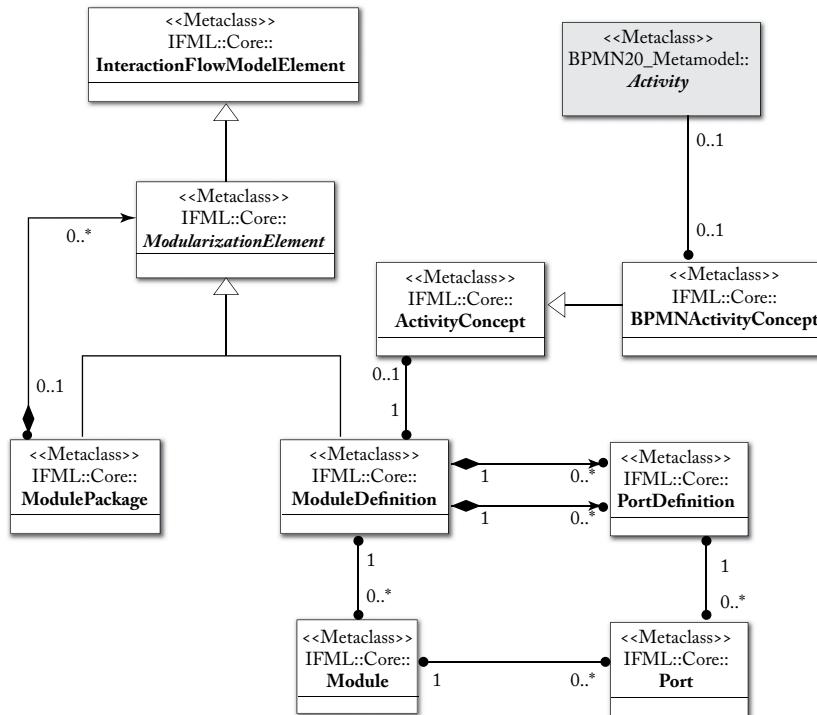 <<Metaclass>>
IFML::Core::
InteractionFlowModelElement
<<Metaclass>>
BPMN20_Metamodel::
Activity
0..1
0..1
<<Metaclass>>
IFML::Core::
ModularizationElement
0..*
0..1
<<Metaclass>>
IFML::Core::
ActivityConcept
<<Metaclass>>
IFML::Core::
BPMNActivityConcept
0..1
1
<<Metaclass>>
IFML::Core::
ModulePackage
<<Metaclass>>
IFML::Core::
ModuleDefinition
1
0..*
1
0..*
<<Metaclass>>
IFML::Core::
PortDefinition
1
0..*
1
0..*
<<Metaclass>>
IFML::Core::
Module
1
0..*
<<Metaclass>>
IFML::Core::
Port